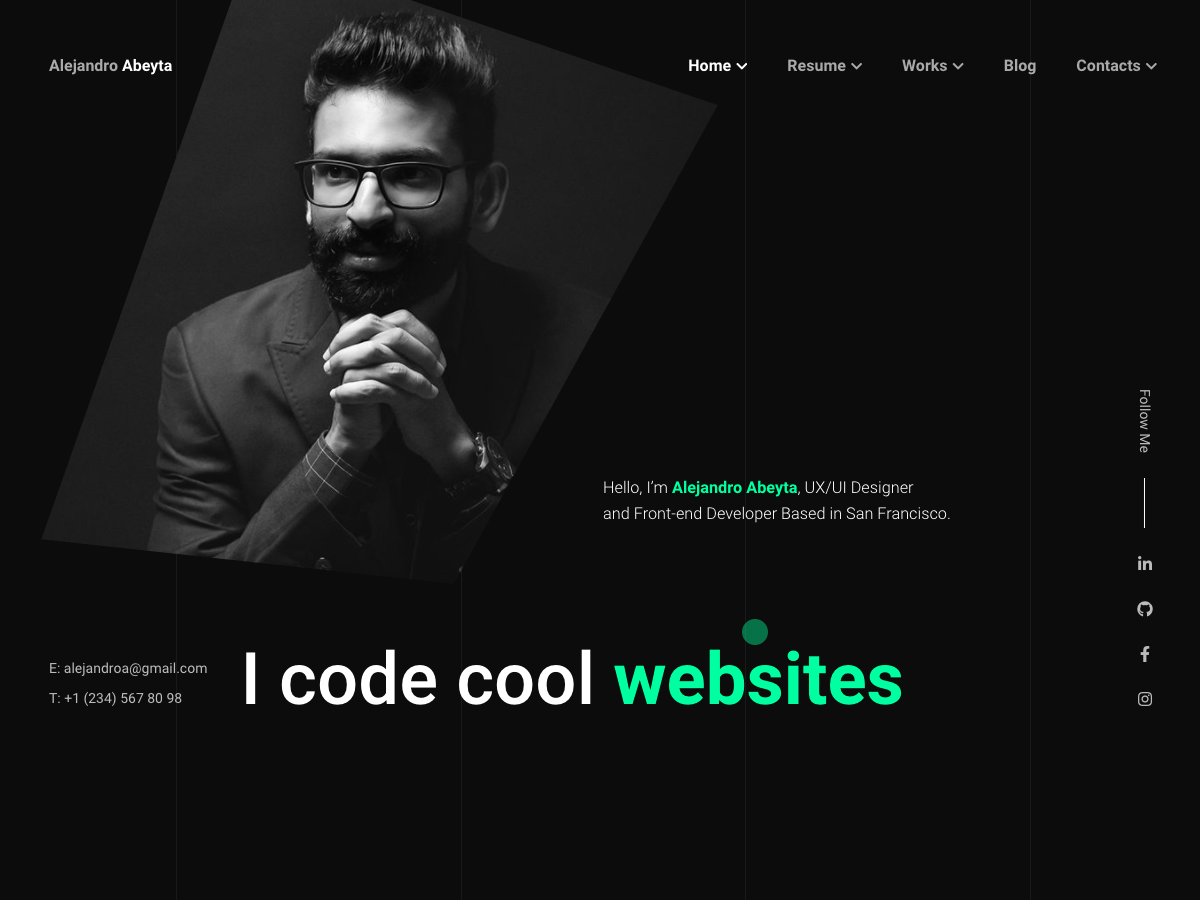 Alejandro Abeyta
Home
Resume
Works
Blog
Contacts
Follow Me
Hello, I’m Alejandro Abeyta, UX/UI Designer
and Front-end Developer Based in San Francisco.
I code cool websites
E: alejandroa@gmail.com
T: +1 (234) 567 80 98
in